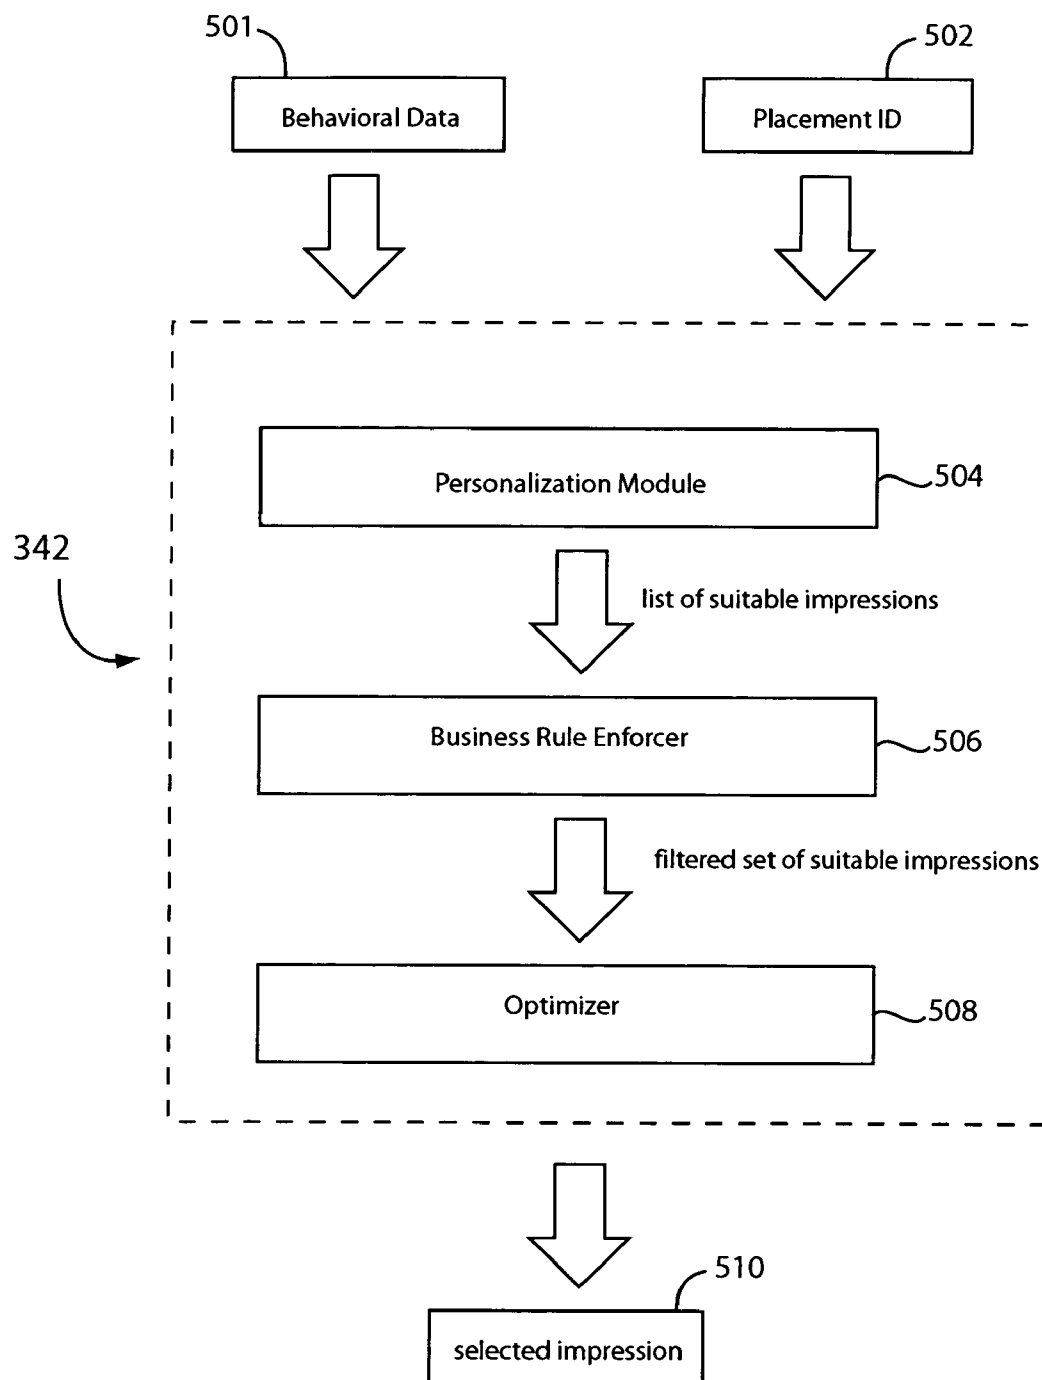 501
502
Behavioral Data
Placement ID
Personalization Module
504
342
list of suitable impressions
Business Rule Enforcer
506
filtered set of suitable impressions
Optimizer
508
510
selected impression